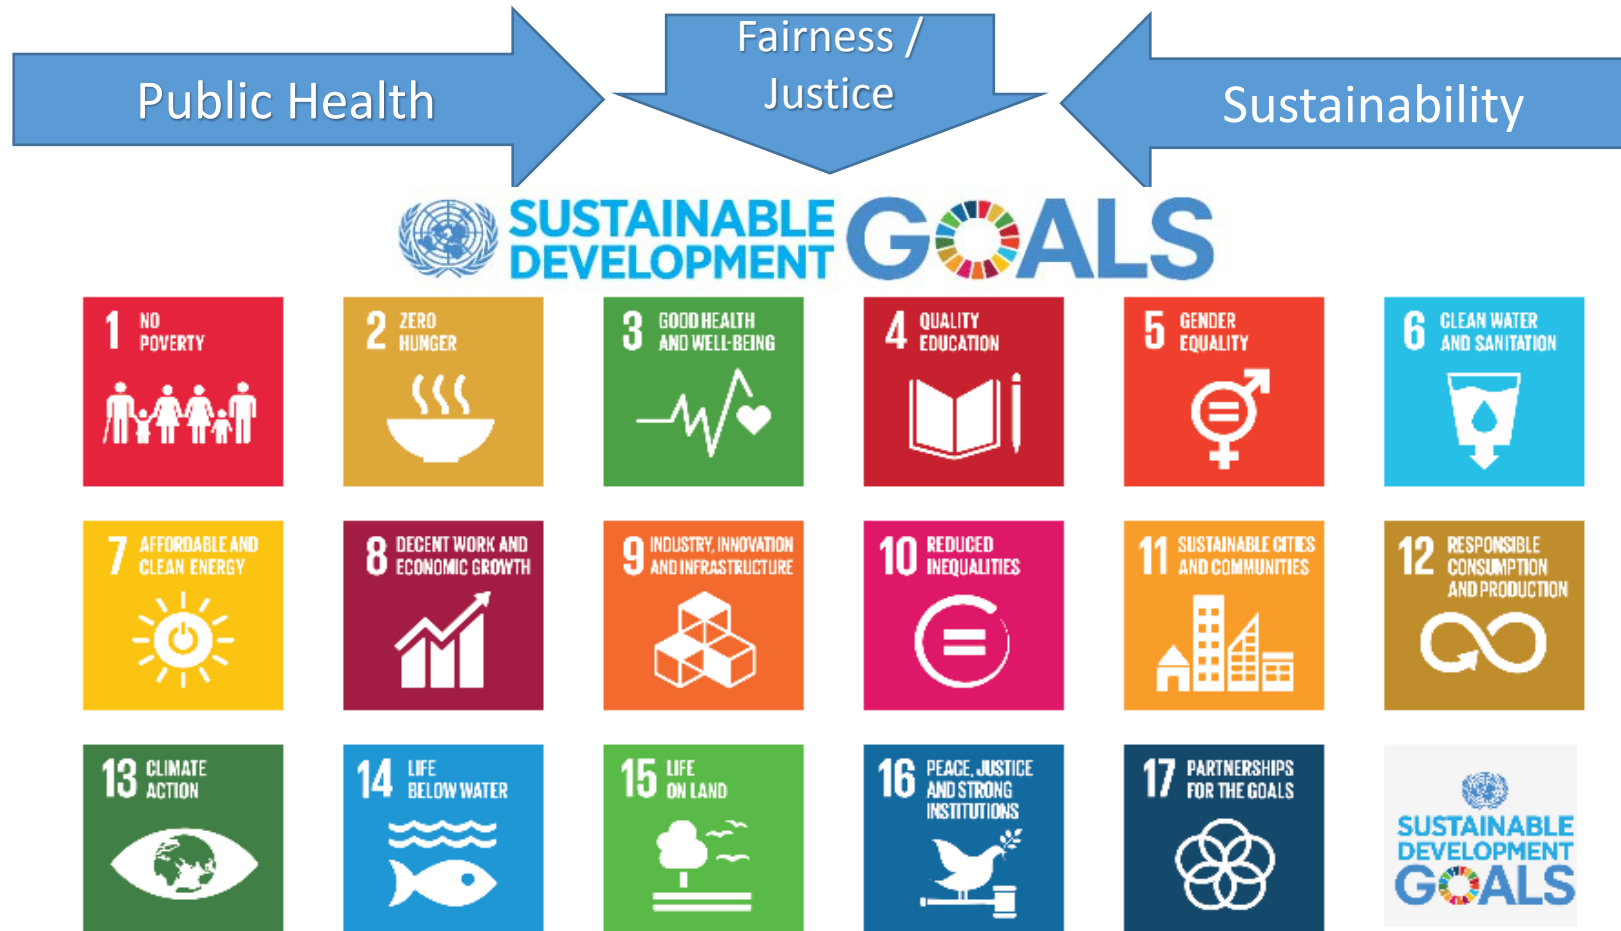 Public Health
Fairness /
Justice
Sustainability
SUSTAINABLE
DEVELOPMENT
GOALS
1 NO
POVERTY
2 ZERO
HUNGER
3 GOOD HEALTH
AND WELL-BEING
4 QUALITY
EDUCATION
5 GENDER
EQUALITY
6 CLEAN WATER
AND SANITATION
7 AFFORDABLE AND
CLEAN ENERGY
8 DECENT WORK AND
ECONOMIC GROWTH
9 INDUSTRY, INNOVATION
AND INFRASTRUCTURE
10 REDUCED
INEQUALITIES
11 SUSTAINABLE CITIES
AND COMMUNITIES
12 RESPONSIBLE
CONSUMPTION
AND PRODUCTION
13 CLIMATE
ACTION
14 LIFE
BELOW WATER
15 LIFE
ON LAND
16 PEACE, JUSTICE
AND STRONG
INSTITUTIONS
17 PARTNERSHIPS
FOR THE GOALS
SUSTAINABLE
DEVELOPMENT
GOALS